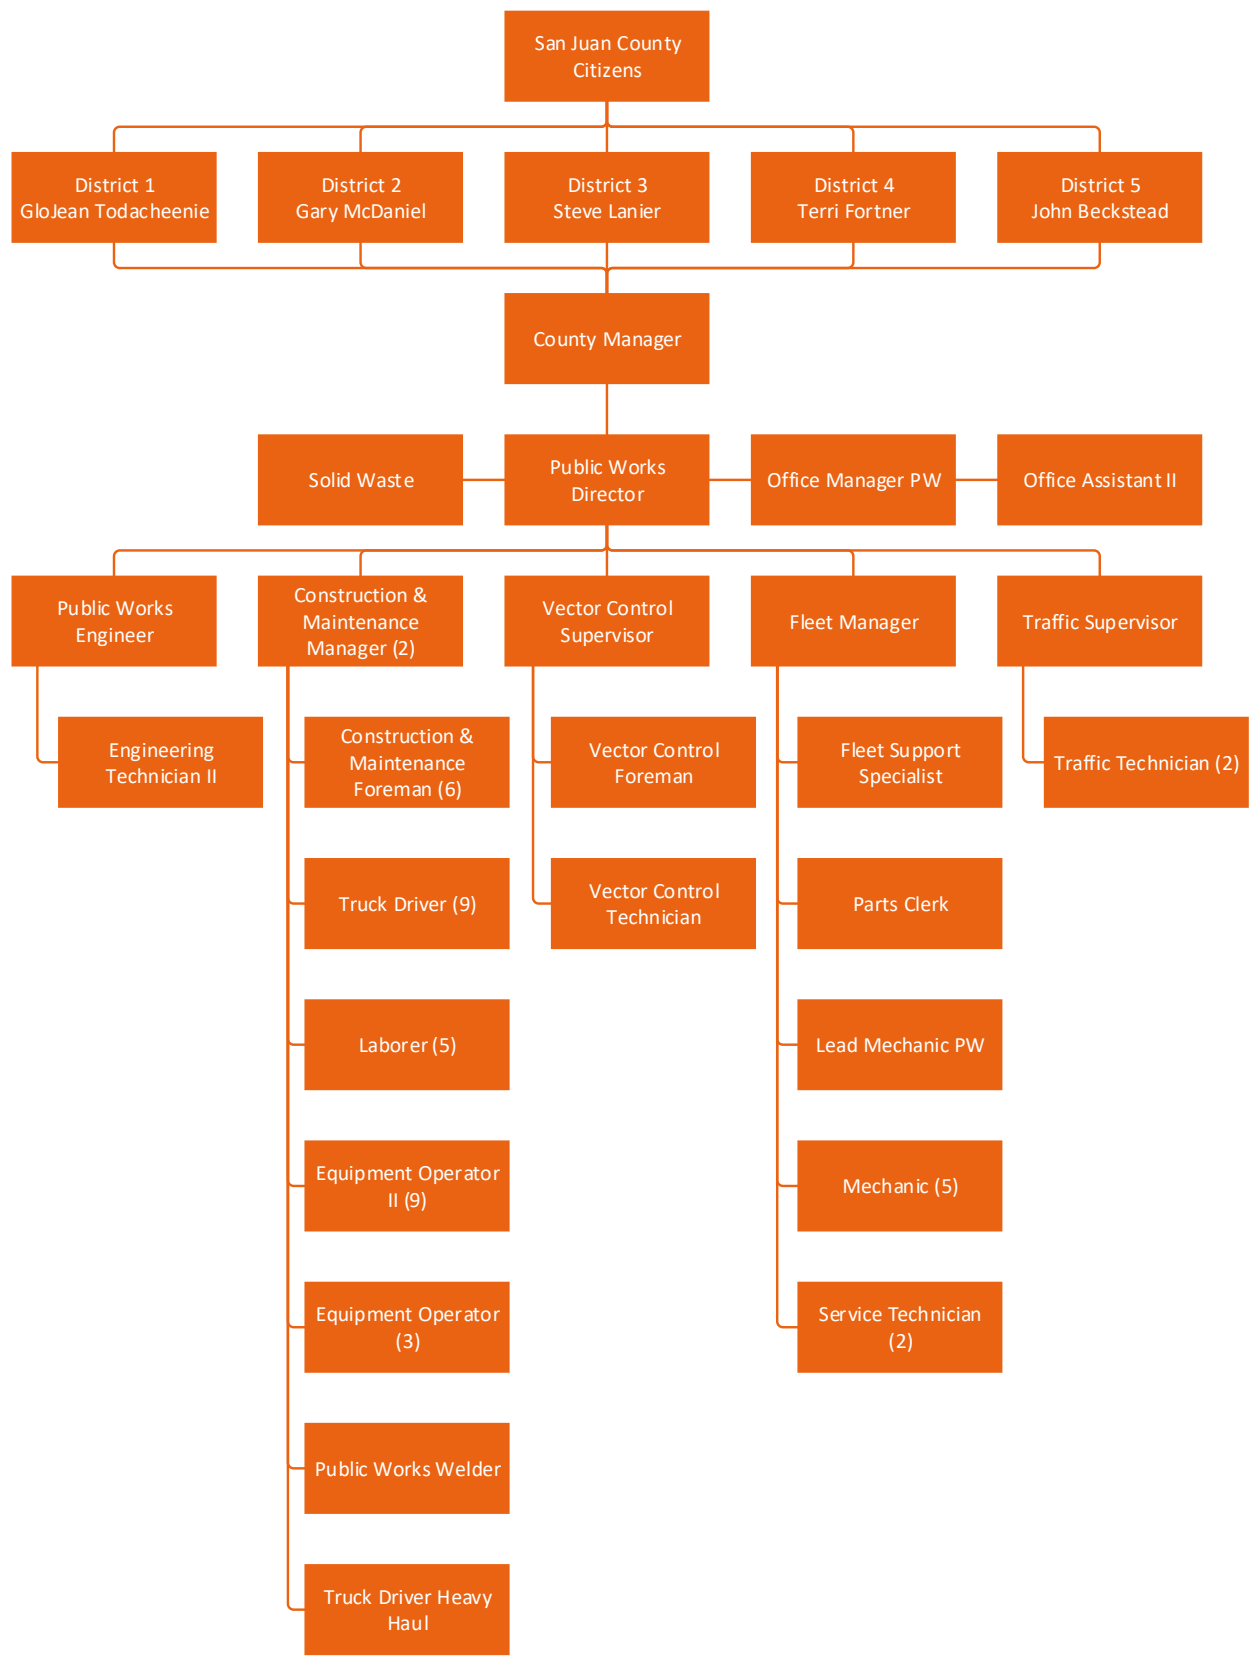 San Juan County
Citizens
District 1
GloJean Todacheenie
District 2
Gary McDaniel
District 3
Steve Lanier
District 4
Terri Fortner
District 5
John Beckstead
County Manager
Solid Waste
Public Works
Director
Office Manager PW
Office Assistant II
Public Works
Engineer
Construction &
Maintenance
Manager (2)
Vector Control
Supervisor
Fleet Manager
Traffic Supervisor
Engineering
Technician II
Construction &
Maintenance
Foreman (6)
Vector Control
Foreman
Fleet Support
Specialist
Traffic Technician (2)
Truck Driver (9)
Vector Control
Technician
Parts Clerk
Laborer (5)
Lead Mechanic PW
Equipment Operator
II (9)
Mechanic (5)
Equipment Operator
(3)
Service Technician
(2)
Public Works Welder
Truck Driver Heavy
Haul